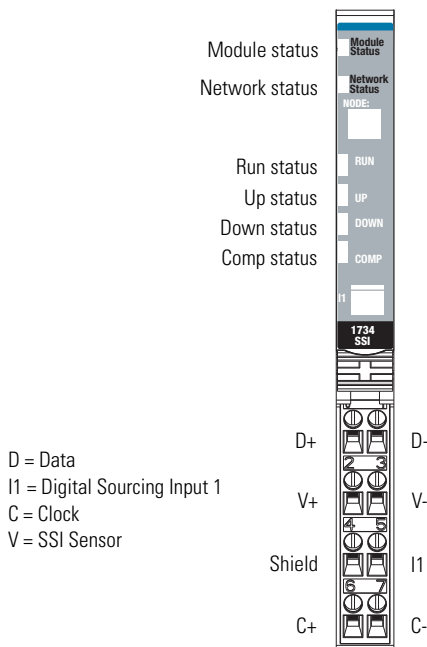 Module status
Network status
Run status
Up status
Down status
Comp status
Module
Status
Network
Status
NODE:
RUN
UP
DOWN
COMP
I1
1734
SSI
D = Data
I1 = Digital Sourcing Input 1
C = Clock
V = SSI Sensor
D+
D-
2 3
V+
V-
4 5
Shield
I1
6 7
C+
C-